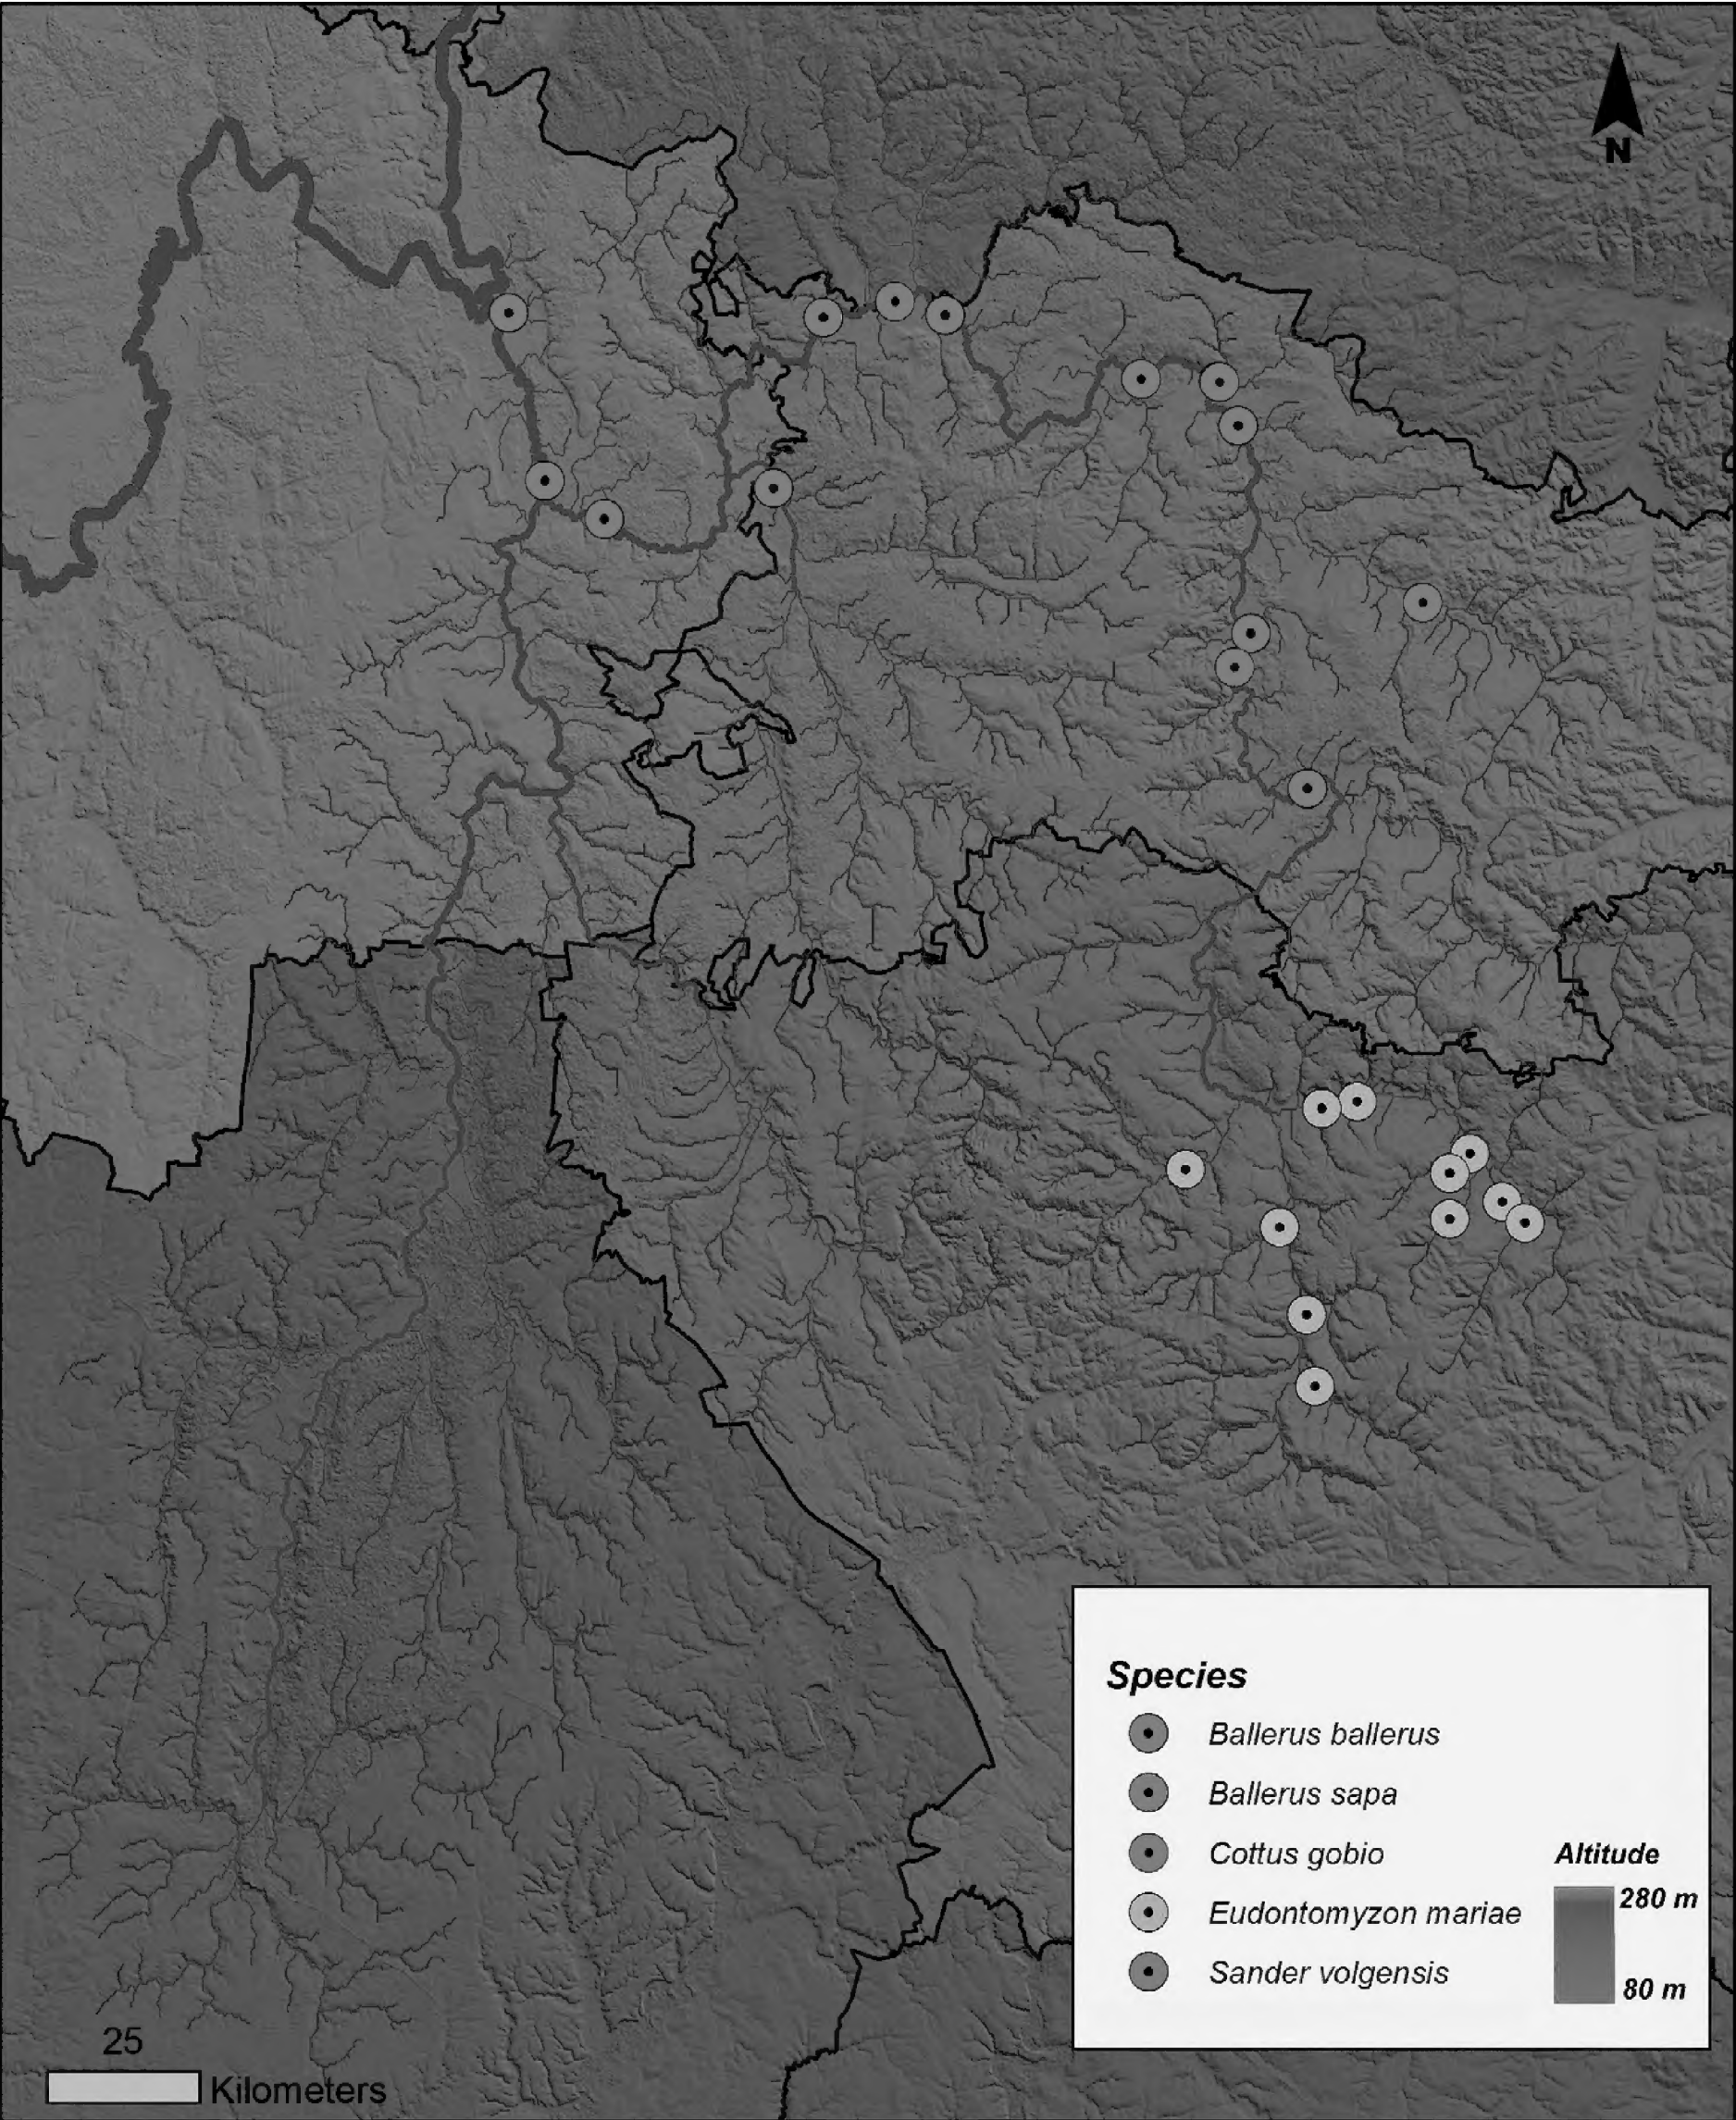 N
Species
Ballerus ballerus
Ballerus sapa
Cottus gobio
Eudontomyzon mariae
Sander volgensis
Altitude
280 m
80 m
25
Kilometers